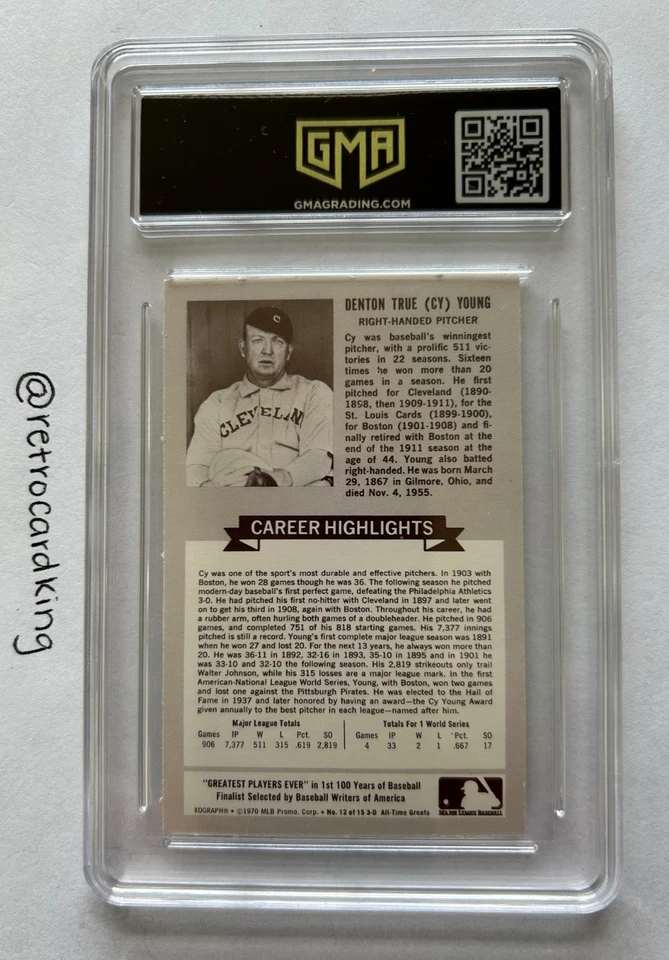 GMA
GMAGRADING.COM
@retrocardking
C
CLEVELAN
DENTON TRUE (CY) YOUNG
RIGHT-HANDED PITCHER
Cy was baseball's winningest
pitcher, with a prolific 511 vic-
tories in 22 seasons. Sixteen
times he won more than 20
games in a season. He first
pitched for Cleveland (1890-
1898, then 1909-1911), for the
St. Louis Cards (1899-1900),
for Boston (1901-1908) and fi-
nally retired with Boston at the
end of the 1911 season at the
age of 44. Young also batted
right-handed. He was born March
29, 1867 in Gilmore, Ohio, and
died Nov. 4, 1955.
CAREER HIGHLIGHTS
Cy was one of the sport's most durable and effective pitchers. In 1903 with
Boston, he won 28 games though he was 36. The following season he pitched
modern-day baseball's first perfect game, defeating the Philadelphia Athletics
3-0. He had pitched his first no-hitter with Cleveland in 1897 and later went
on to get his third in 1908, again with Boston. Throughout his career, he had
a rubber arm, often hurling both games of a doubleheader. He pitched in 906
games, and completed 751 of his 818 starting games. His 7,377 innings
pitched is still a record. Young's first complete major league season was 1891
when he won 27 and lost 20. For the next 13 years, he always won more than
20. He was 36-11 in 1892, 32-16 in 1893, 35-10 in 1895 and in 1901 he
was 33-10 and 32-10 the following season. His 2,819 strikeouts only trail
Walter Johnson, while his 315 losses are a major league mark. In the first
American-National League World Series, Young, with Boston, won two games
and lost one against the Pittsburgh Pirates. He was elected to the Hall of
Fame in 1937 and later honored by having an award—the Cy Young Award
given annually to the best pitcher in each league—named after him.
Major League Totals
Games IP W L Pct. SO
906 7,377 511 315 .619 2,819
Totals For 1 World Series
Games IP W L Pct. SO
4 33 2 1 .667 17
"GREATEST PLAYERS EVER" in 1st 100 Years of Baseball
Finalist Selected by Baseball Writers of America
XOGRAPH® • ©1970 MLB Promo. Corp. • No. 12 of 15 3-D All-Time Greats
MAJOR LEAGUE BASEBALL